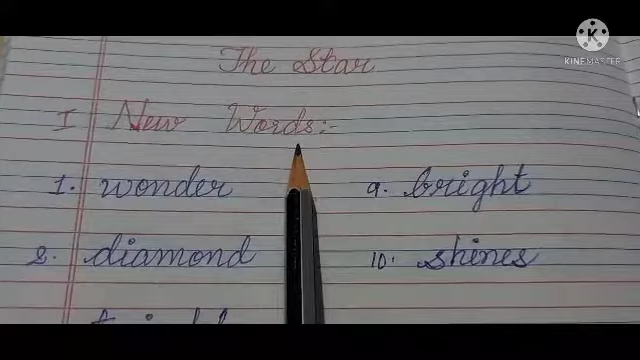 KINEMASTER
The Star
I New Words:-
1. wonder
9. bright
2. diamond
10. shines